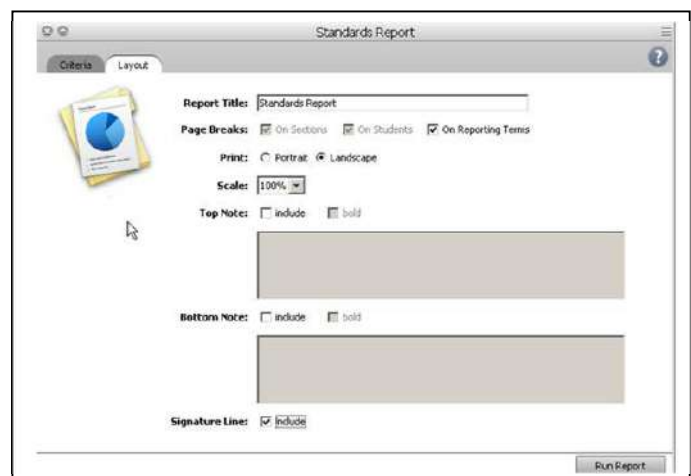 Standards Report
Criteria Layout
Report Title: Standards Report
Page Breaks: On Sections On Students On Reporting Terms
Print: Portrait Landscape
Scale: 100%
Top Note: include bold
Bottom Note: include bold
Signature Line: include
Run Report